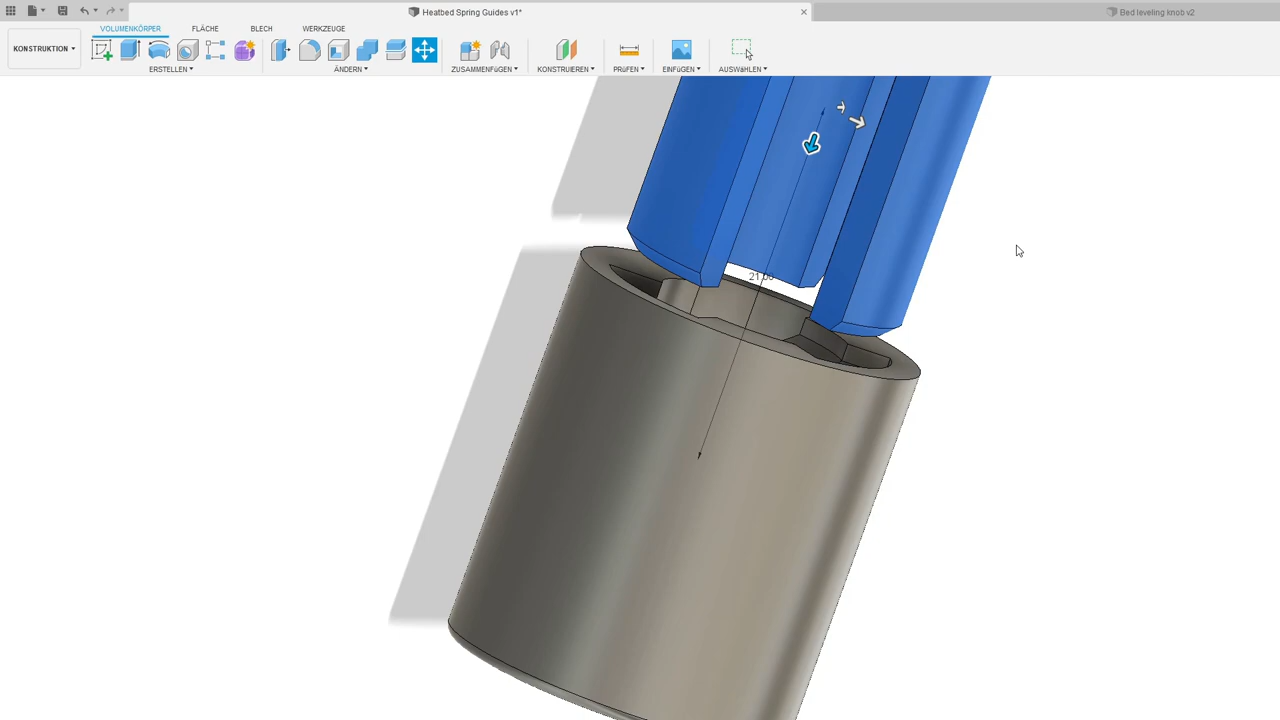 Heatbed Spring Guides v1*
Bed leveling knob v2
VOLUMENKÖRPER FLÄCHE BLECH WERKZEUGE
KONSTRUKTION
ERSTELLEN ÄNDERN ZUSAMMENFÜGEN KONSTRUIEREN PRÜFEN EINFÜGEN AUSWÄHLEN